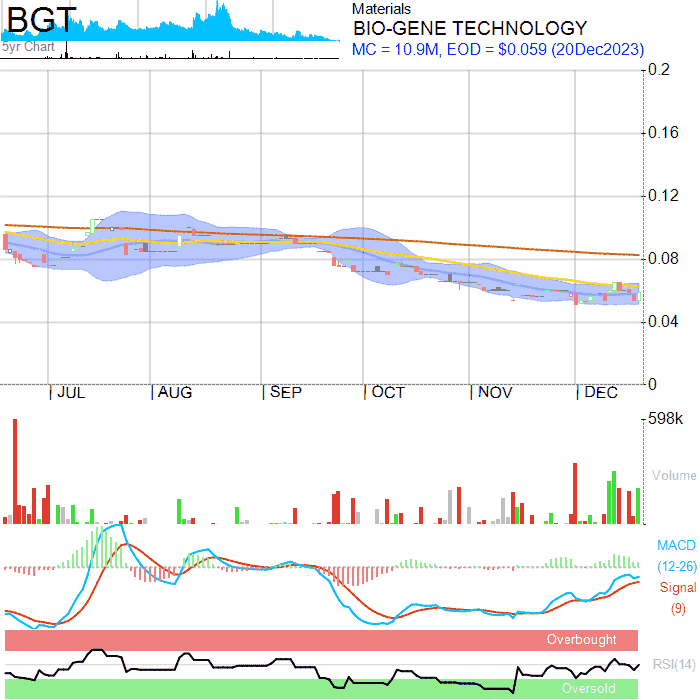 BGT
5yr Chart
Materials
BIO-GENE TECHNOLOGY
MC = 10.9M, EOD = $0.059 (20Dec2023)
0.2
0.16
0.12
0.08
0.04
0
JUL AUG SEP OCT NOV DEC
598k
Volume
MACD
(12-26)
Signal
(9)
Overbought
RSI(14)
Oversold